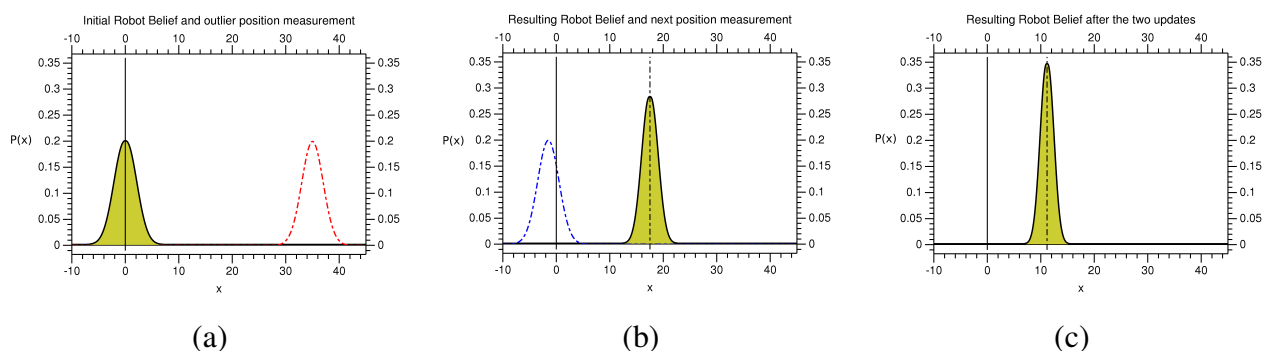 Initial Robot Belief and outlier position measurement
-10 0 10 20 30 40
0.35 0.35
0.3 0.3
0.25 0.25
P(x) 0.2 0.2
0.15 0.15
0.1 0.1
0.05 0.05
0 0
-10 0 10 20 30 40
x
(a)
Resulting Robot Belief and next position measurement
-10 0 10 20 30 40
0.35 0.35
0.3 0.3
0.25 0.25
P(x) 0.2 0.2
0.15 0.15
0.1 0.1
0.05 0.05
0 0
-10 0 10 20 30 40
x
(b)
Resulting Robot Belief after the two updates
-10 0 10 20 30 40
0.35 0.35
0.3 0.3
0.25 0.25
P(x) 0.2 0.2
0.15 0.15
0.1 0.1
0.05 0.05
0 0
-10 0 10 20 30 40
x
(c)